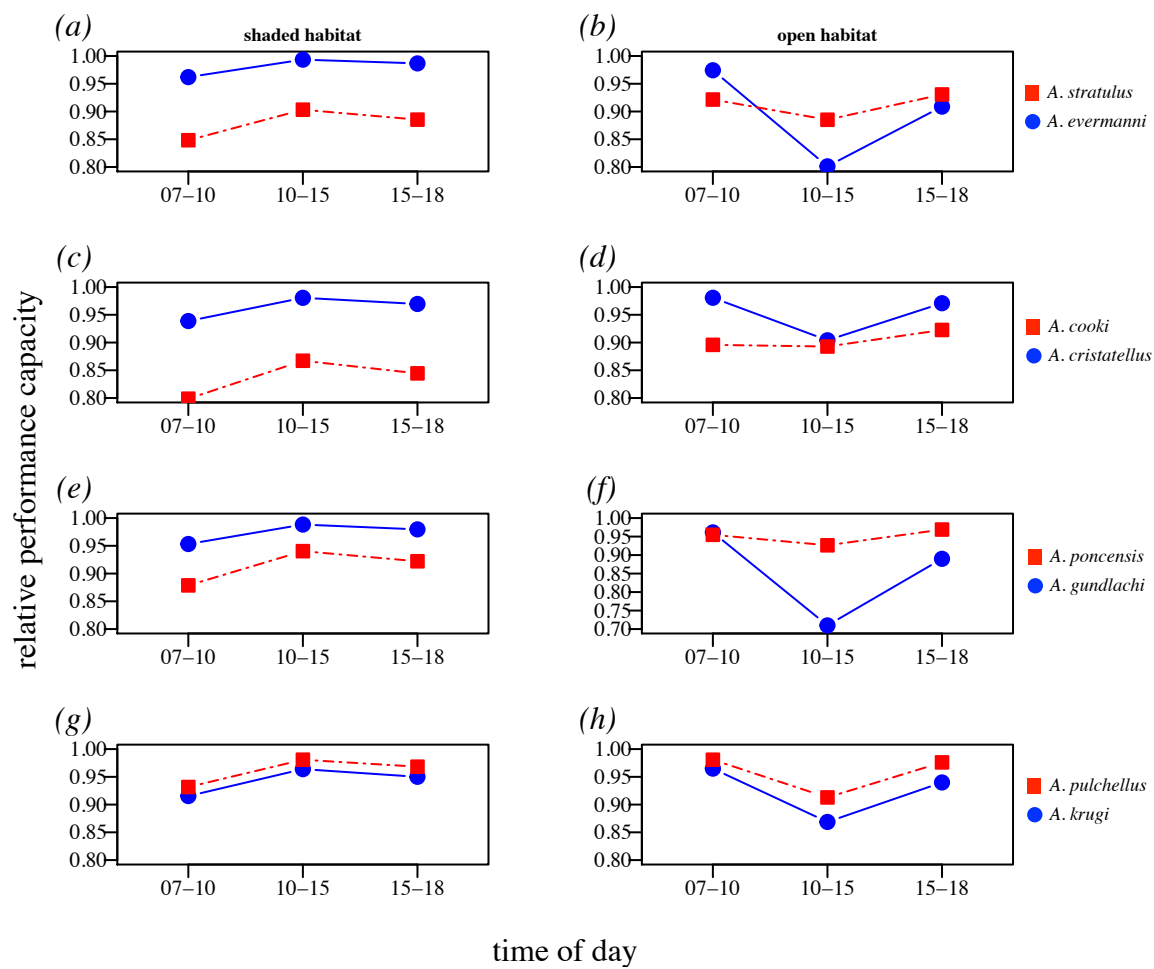 (a)
shaded habitat
1.00
0.95
0.90
0.85
0.80
07–10 10–15 15–18
(b)
open habitat
1.00
0.95
0.90
0.85
0.80
07–10 10–15 15–18
A. stratulus
A. evermanni
(c)
1.00
0.95
0.90
0.85
0.80
07–10 10–15 15–18
(d)
1.00
0.95
0.90
0.85
0.80
07–10 10–15 15–18
A. cooki
A. cristatellus
relative performance capacity
(e)
1.00
0.95
0.90
0.85
0.80
07–10 10–15 15–18
(f)
1.00
0.95
0.90
0.85
0.80
0.75
0.70
07–10 10–15 15–18
A. poncensis
A. gundlachi
(g)
1.00
0.95
0.90
0.85
0.80
07–10 10–15 15–18
(h)
1.00
0.95
0.90
0.85
0.80
07–10 10–15 15–18
A. pulchellus
A. krugi
time of day